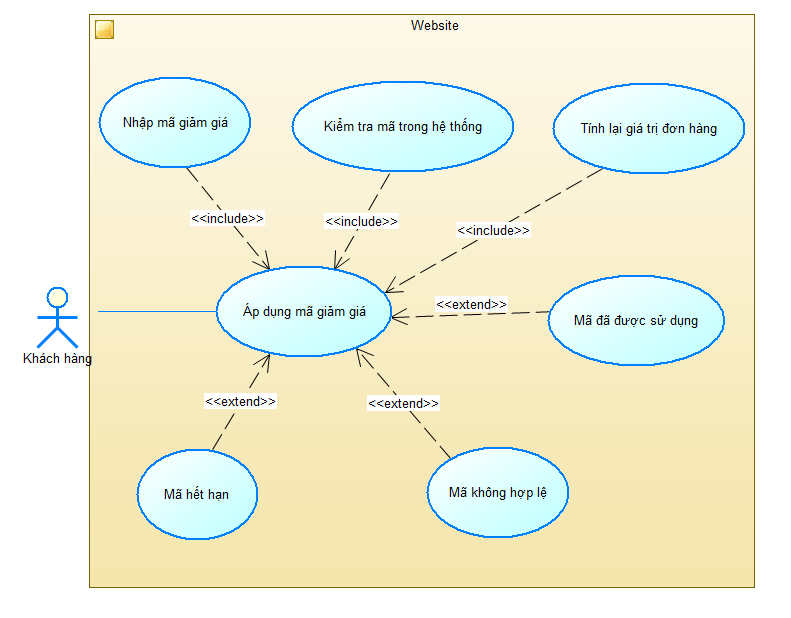 Website
Nhập mã giảm giá
Kiểm tra mã trong hệ thống
Tính lại giá trị đơn hàng
<<include>>
<<include>>
<<include>>
<<extend>>
Áp dụng mã giảm giá
Mã đã được sử dụng
Khách hàng
<<extend>>
<<extend>>
Mã hết hạn
Mã không hợp lệ